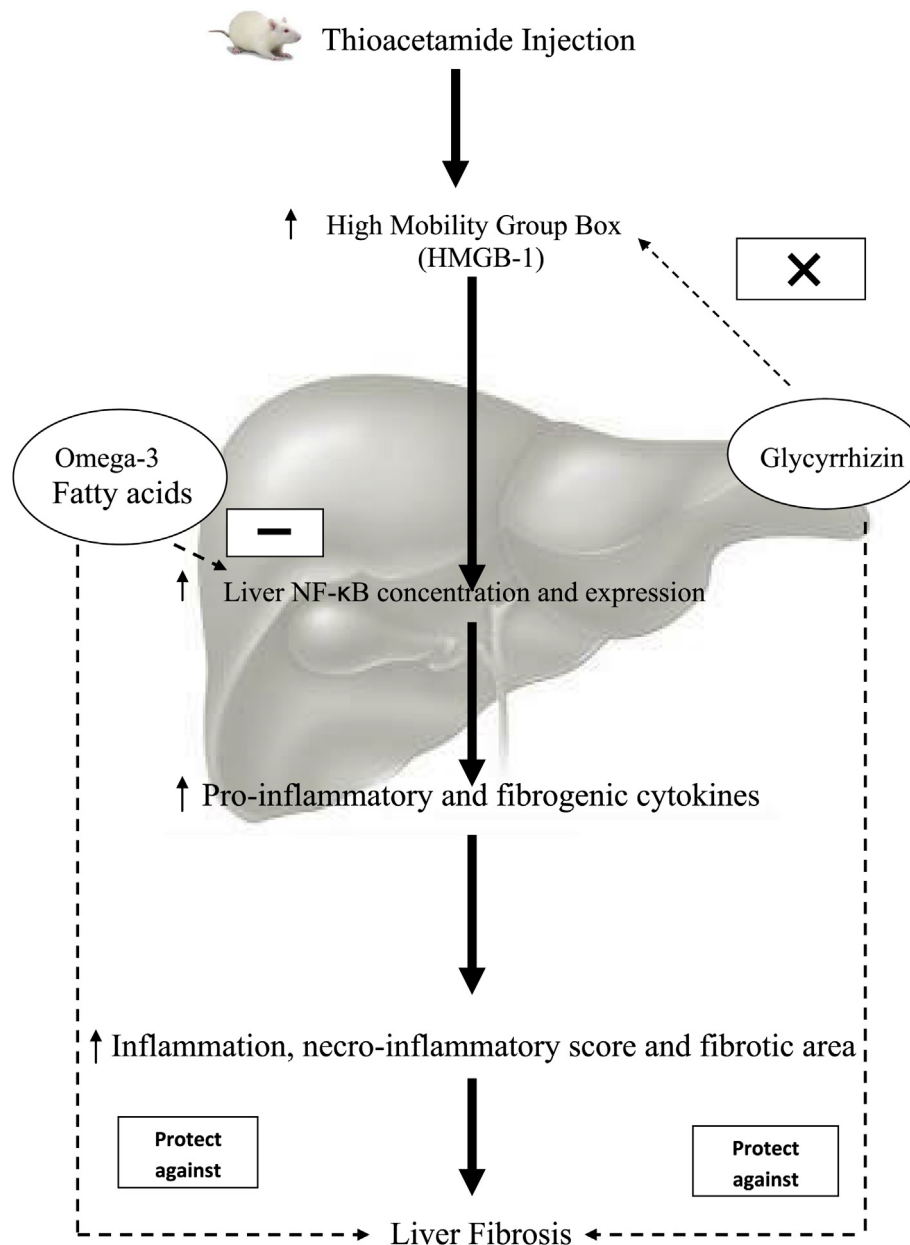 Thioacetamide Injection
↑ High Mobility Group Box
(HMGB-1)
×
Omega-3
Fatty acids
Glycyrrhizin
−
↑ Liver NF-κB concentration and expression
↑ Pro-inflammatory and fibrogenic cytokines
↑ Inflammation, necro-inflammatory score and fibrotic area
Protect
against
Protect
against
Liver Fibrosis